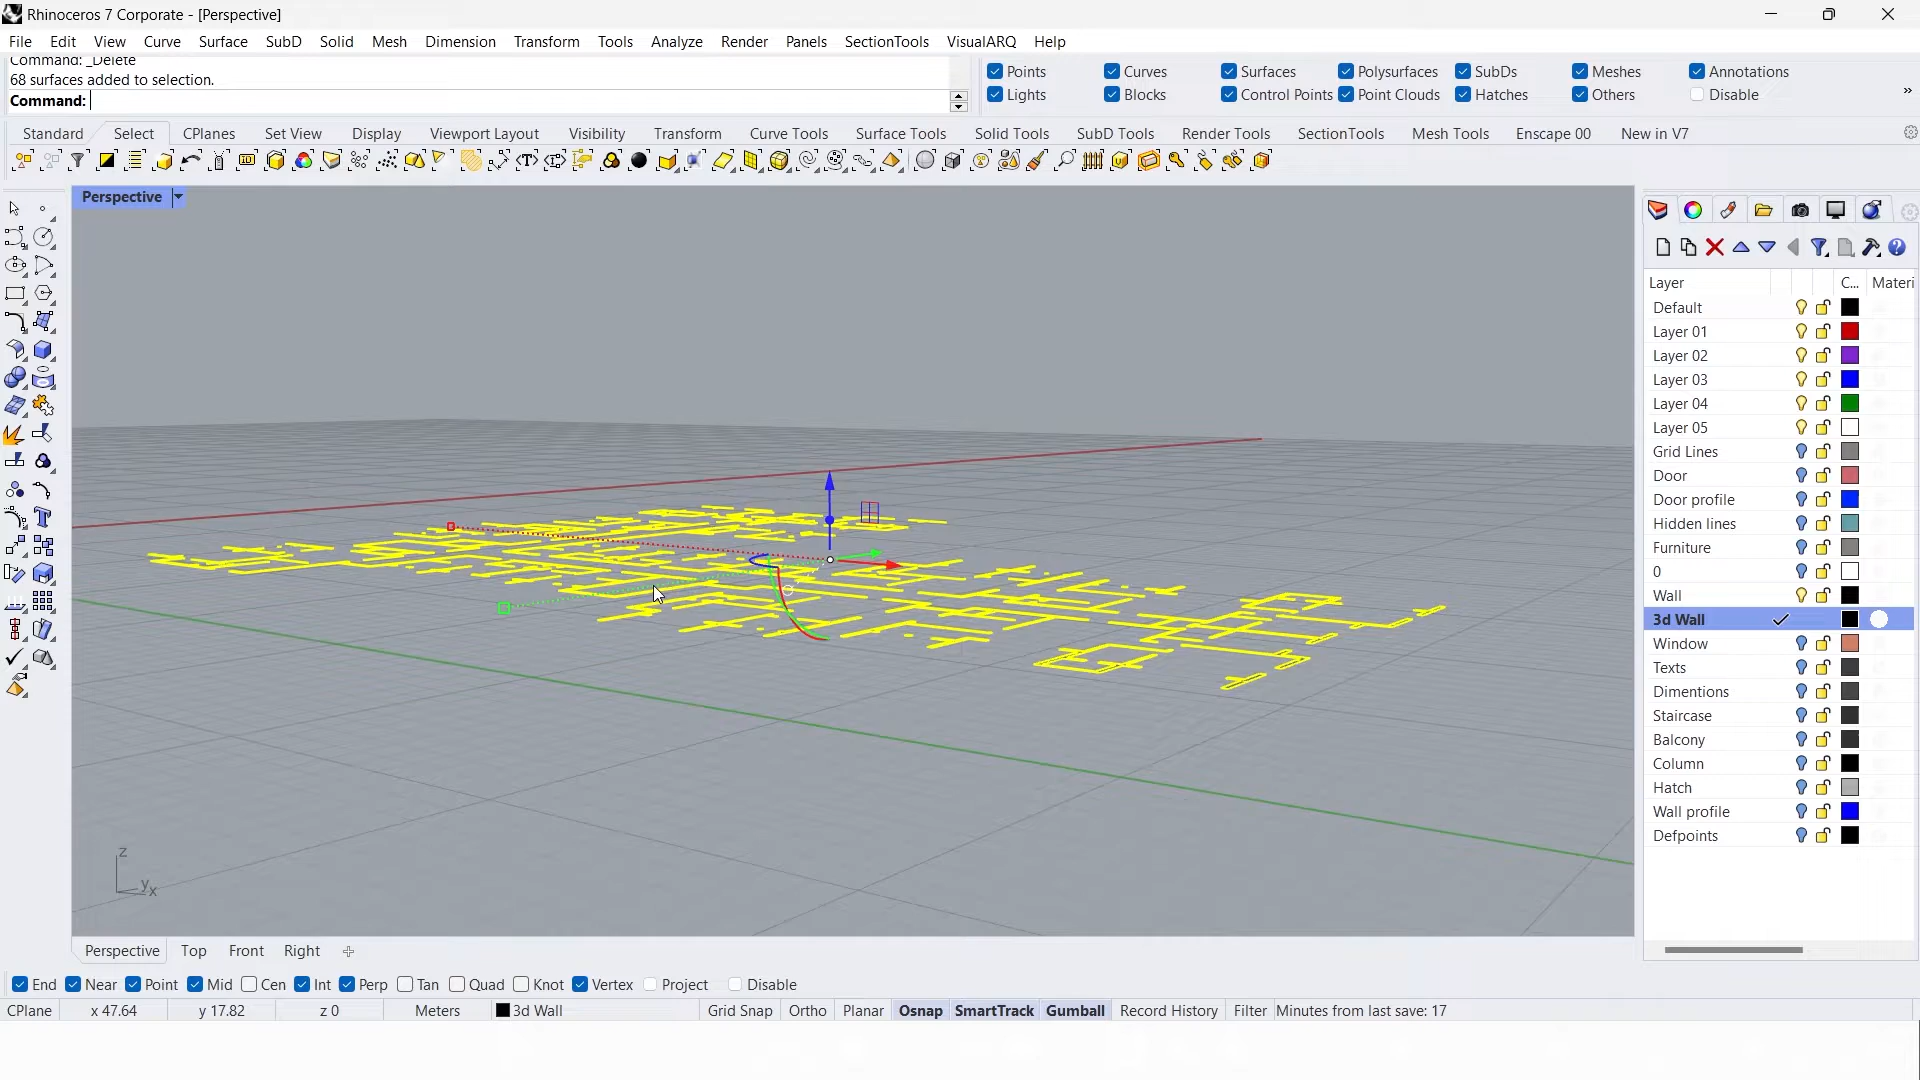 Rhinoceros 7 Corporate - [Perspective]
File Edit View Curve Surface SubD Solid Mesh Dimension Transform Tools Analyze Render Panels SectionTools VisualARQ Help
Command: _Delete
68 surfaces added to selection.
Command:
Points Curves Surfaces Polysurfaces SubDs Meshes Annotations
Lights Blocks Control Points Point Clouds Hatches Others Disable
Standard Select CPlanes Set View Display Viewport Layout Visibility Transform Curve Tools Surface Tools Solid Tools SubD Tools Render Tools SectionTools Mesh Tools Enscape 00 New in V7
Perspective
Layer C... Materi
Default
Layer 01
Layer 02
Layer 03
Layer 04
Layer 05
Grid Lines
Door
Door profile
Hidden lines
Furniture
0
Wall
3d Wall
Window
Texts
Dimentions
Staircase
Balcony
Column
Hatch
Wall profile
Defpoints
z
y x
Perspective Top Front Right
End Near Point Mid Cen Int Perp Tan Quad Knot Vertex Project Disable
CPlane x 47.64 y 17.82 z 0 Meters 3d Wall Grid Snap Ortho Planar Osnap SmartTrack Gumball Record History Filter Minutes from last save: 17